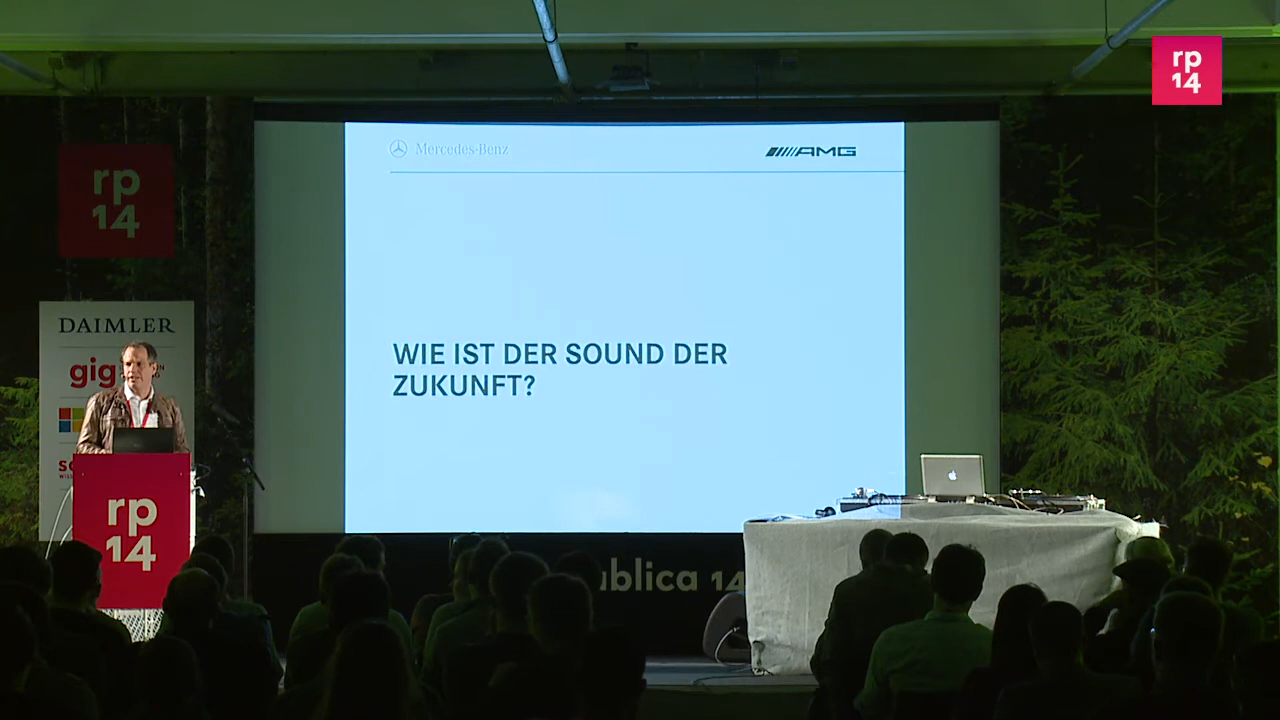 rp
14
Mercedes-Benz
AMG
rp
14
WIE IST DER SOUND DER
ZUKUNFT?
DAIMLER
gig
rp
14
ublica 14